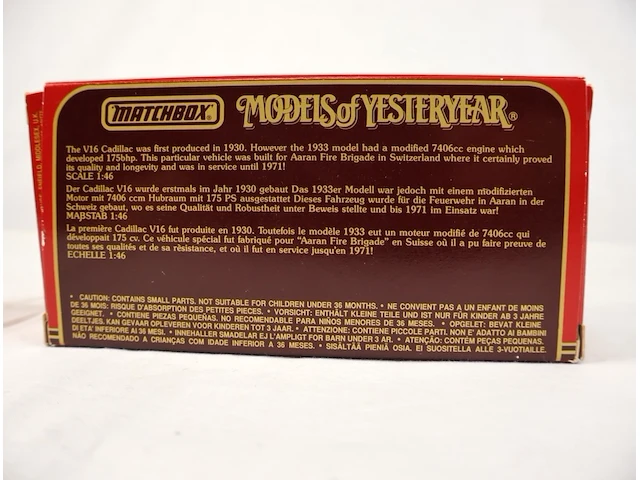 MATCHBOX MODELS of YESTERYEAR®
The V16 Cadillac was first produced in 1930. However the 1933 model had a modified 7406cc engine which
developed 175bhp. This particular vehicle was built for Aaran Fire Brigade in Switzerland where it certainly proved
its quality and longevity and was in service until 1971!
SCALE 1:46
Der Cadillac V16 wurde erstmals im Jahr 1930 gebaut Das 1933er Modell war jedoch mit einem modifizierten
Motor mit 7406 ccm Hubraum mit 175 PS ausgestattet Dieses Fahrzeug wurde für die Feuerwehr in Aaran in der
Schweiz gebaut, wo es seine Qualität und Robustheit unter Beweis stellte und bis 1971 im Einsatz war!
MAßSTAB 1:46
La première Cadillac V16 fut produite en 1930. Toutefois le modèle 1933 eut un moteur modifié de 7406cc qui
développait 175 cv. Ce véhicule spécial fut fabriqué pour "Aaran Fire Brigade" en Suisse où il a pu faire preuve de
toutes ses qualités et de sa rèsistance, et où il fut en service jusqu'en 1971!
ECHELLE 1:46
• CAUTION: CONTAINS SMALL PARTS. NOT SUITABLE FOR CHILDREN UNDER 36 MONTHS. • NE CONVIENT PAS A UN ENFANT DE MOINS
DE 36 MOIS: RISQUE D'ABSORPTION DES PETITES PIECES. • VORSICHT: ENTHÄLT KLEINE TEILE UND IST NUR FÜR KINDER AB 3 JAHRE
GEEIGNET. • CONTIENE PIEZAS PEQUEÑAS. NO RECOMENDABLE PARA NIÑOS MENORES DE 36 MESES. • OPGELET: BEVAT KLEINE
DEELTJES. KAN GEVAAR OPLEVEREN VOOR KINDEREN TOT 3 JAAR. • ATTENZIONE: CONTIENE PICCOLE PARTI. NON E' ADATTO AI BAMBINI
DI ETA' INFERIORE AI 36 MESI. • INNEHALLER SMADELAR EJ LAMPLIGT FOR BARN UNDER 3 AR. • ATENÇÃO: CONTÉM PEÇAS PEQUENAS.
NÃO RECOMENDADO A CRIANÇAS COM IDADE INFERIOR A 36 MESES. • SISÄLTÄÄ PIENIÄ OSIA. EI SUOSITELLA ALLE 3-VUOTIAILLE.
ENFIELD, MIDDLESEX, U.K.